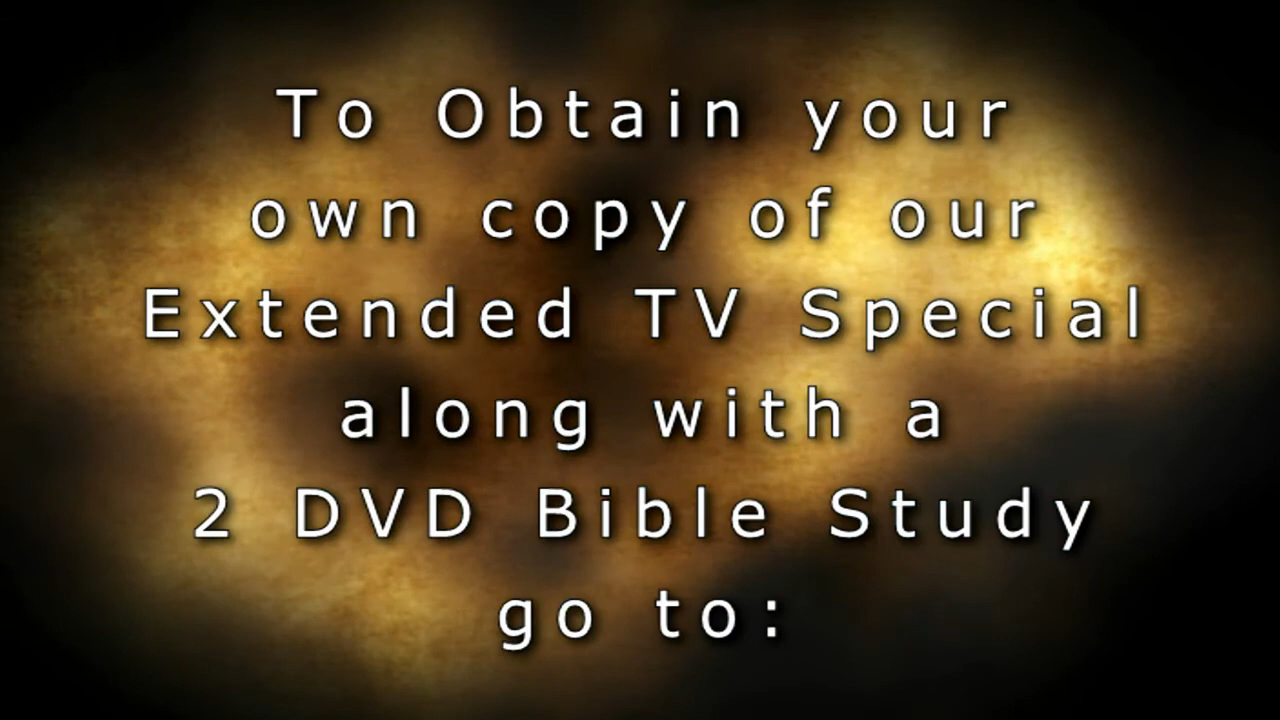 To Obtain your
own copy of our
Extended TV Special
along with a
2 DVD Bible Study
go to: